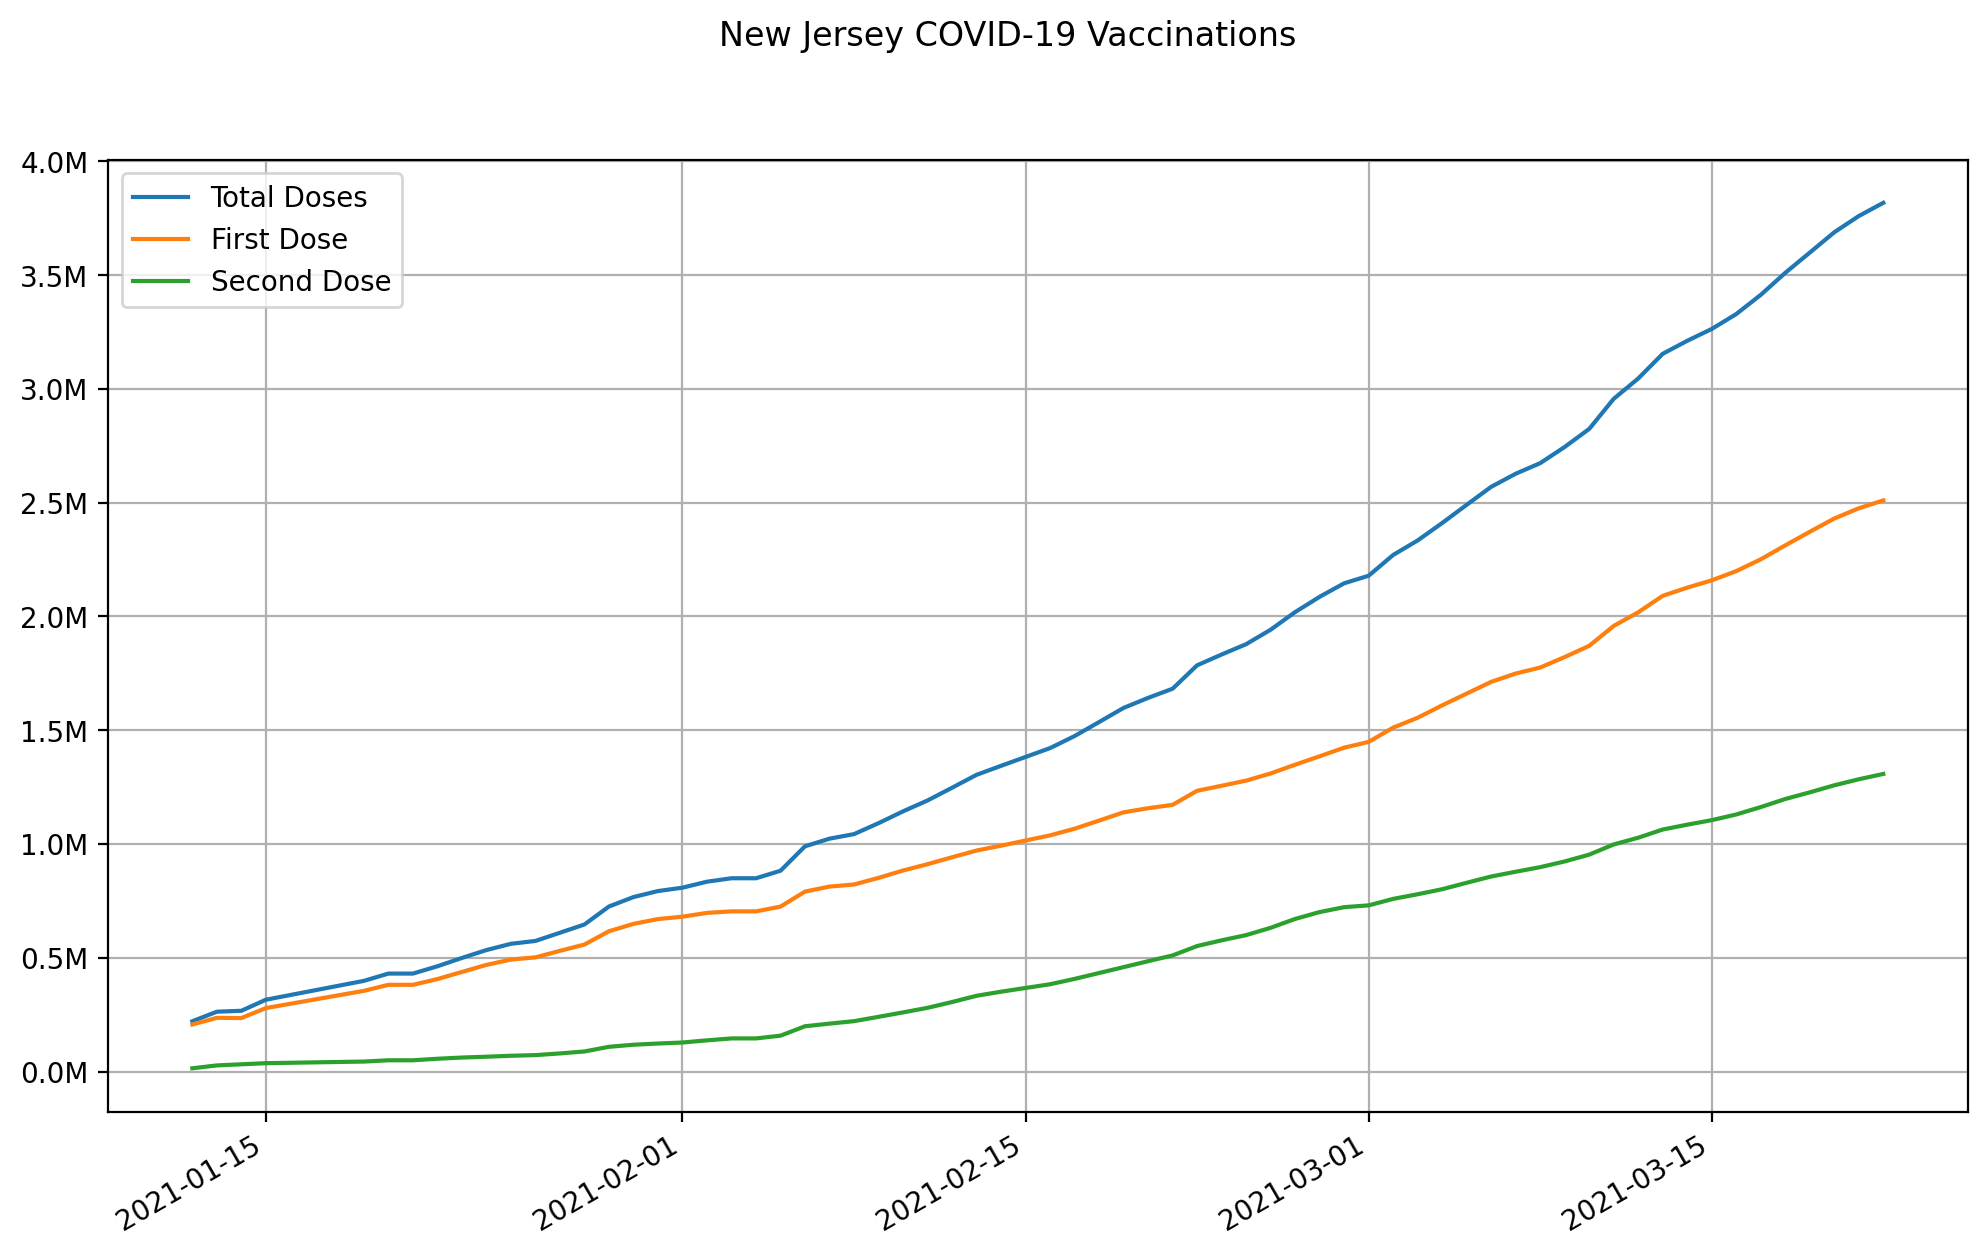 New Jersey COVID-19 Vaccinations
4.0M
3.5M
3.0M
2.5M
2.0M
1.5M
1.0M
0.5M
0.0M
Total Doses
First Dose
Second Dose
2021-01-15
2021-02-01
2021-02-15
2021-03-01
2021-03-15